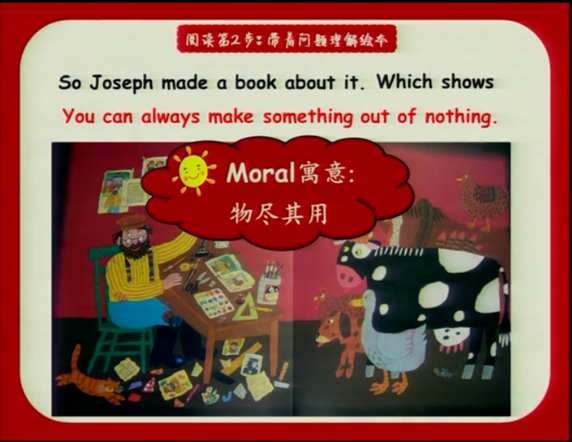 阅读第2步:带着问题理解绘本
So Joseph made a book about it. Which shows
You can always make something out of nothing.
Moral寓意:
物尽其用